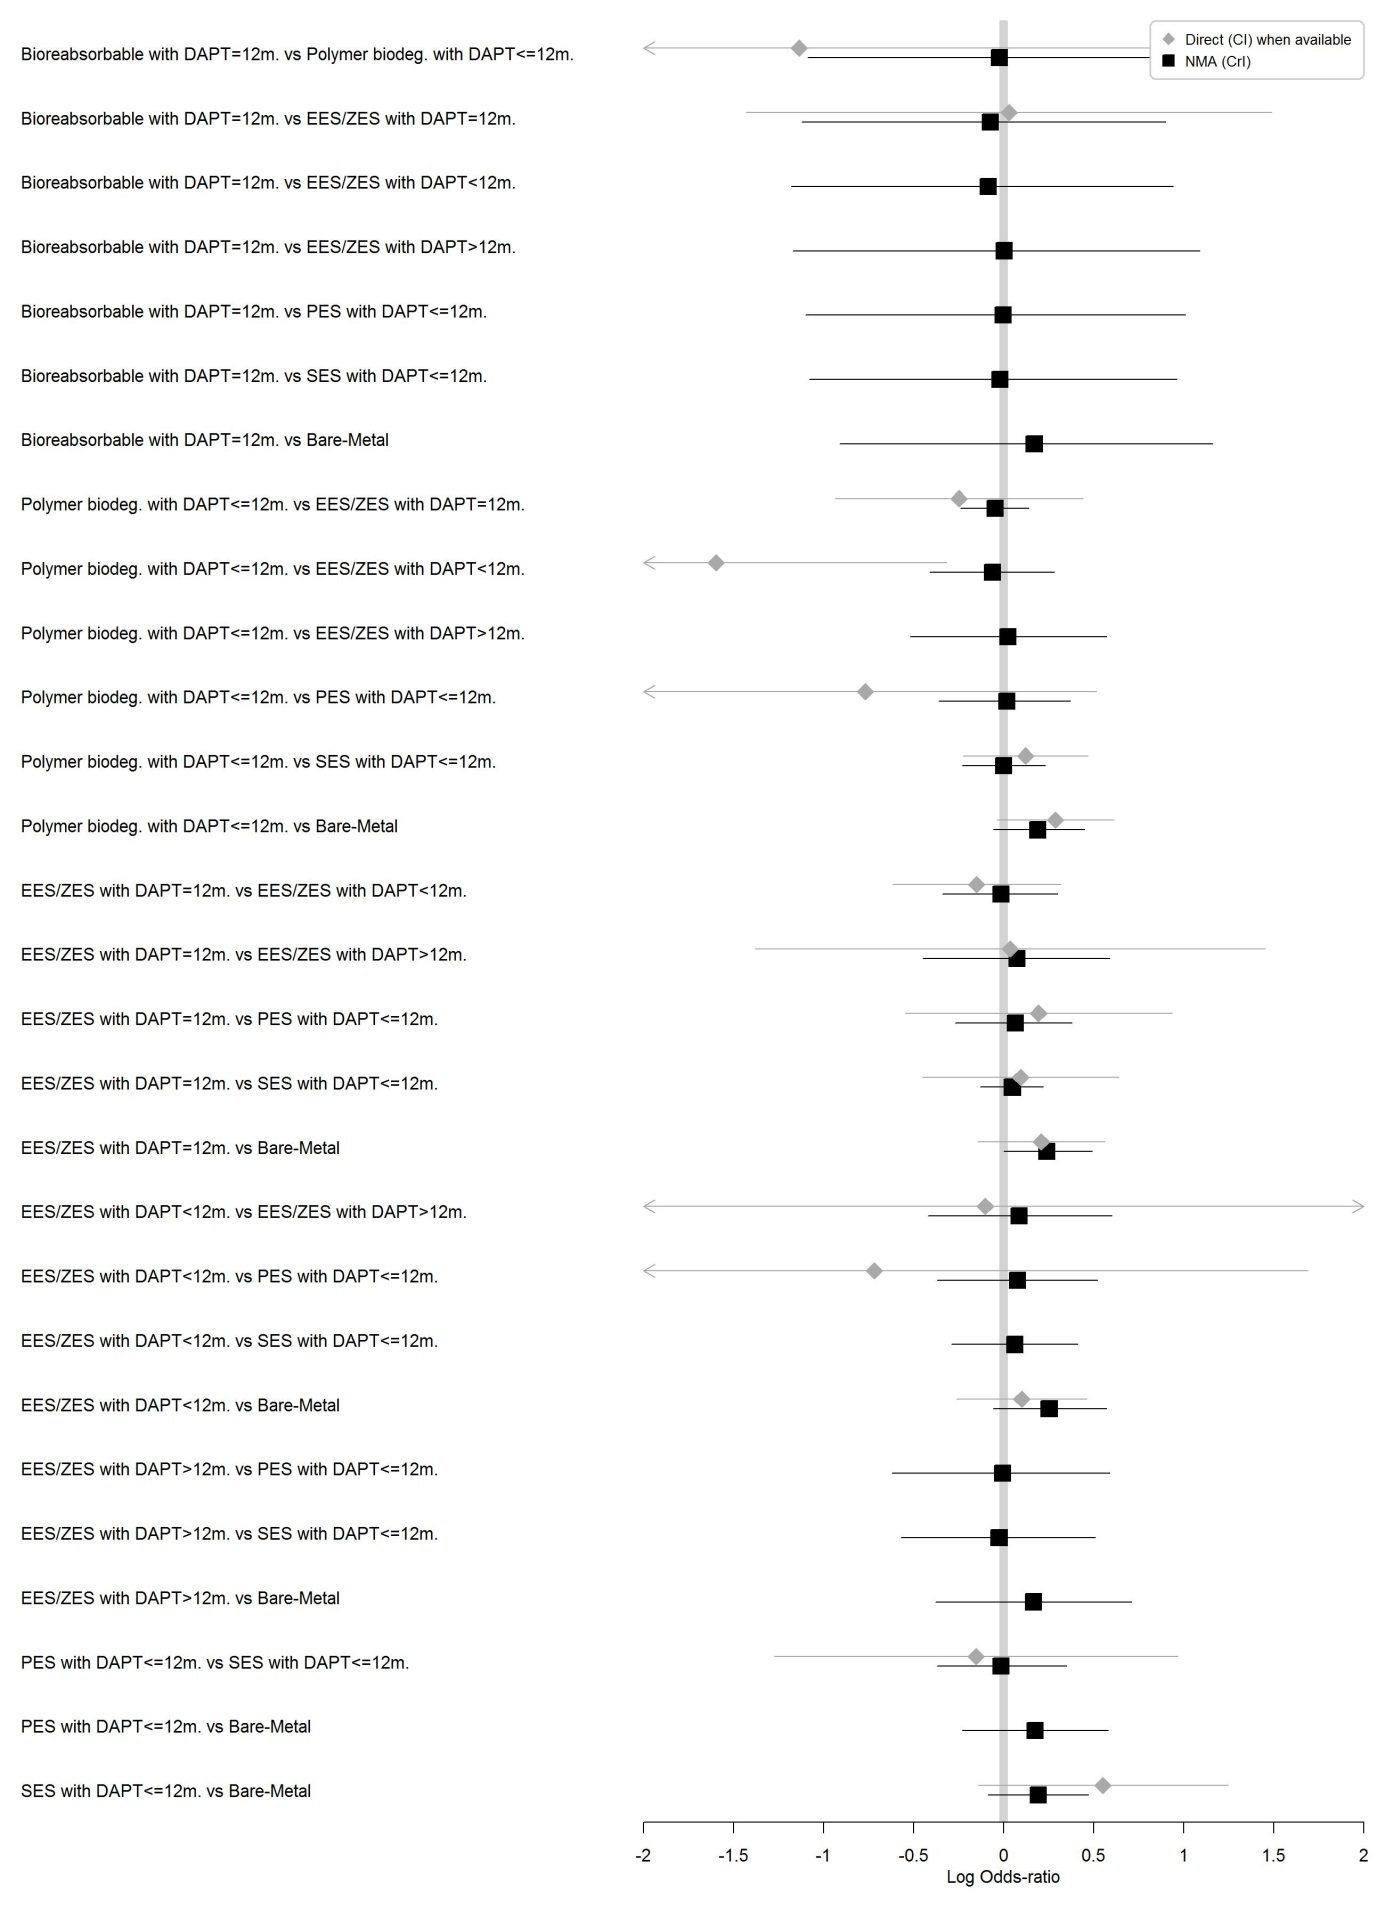 Direct (CI) when available
NMA (CrI)
Bioreabsorbable with DAPT=12m. vs Polymer biodeg. with DAPT<=12m.
Bioreabsorbable with DAPT=12m. vs EES/ZES with DAPT=12m.
Bioreabsorbable with DAPT=12m. vs EES/ZES with DAPT<12m.
Bioreabsorbable with DAPT=12m. vs EES/ZES with DAPT>12m.
Bioreabsorbable with DAPT=12m. vs PES with DAPT<=12m.
Bioreabsorbable with DAPT=12m. vs SES with DAPT<=12m.
Bioreabsorbable with DAPT=12m. vs Bare-Metal
Polymer biodeg. with DAPT<=12m. vs EES/ZES with DAPT=12m.
Polymer biodeg. with DAPT<=12m. vs EES/ZES with DAPT<12m.
Polymer biodeg. with DAPT<=12m. vs EES/ZES with DAPT>12m.
Polymer biodeg. with DAPT<=12m. vs PES with DAPT<=12m.
Polymer biodeg. with DAPT<=12m. vs SES with DAPT<=12m.
Polymer biodeg. with DAPT<=12m. vs Bare-Metal
EES/ZES with DAPT=12m. vs EES/ZES with DAPT<12m.
EES/ZES with DAPT=12m. vs EES/ZES with DAPT>12m.
EES/ZES with DAPT=12m. vs PES with DAPT<=12m.
EES/ZES with DAPT=12m. vs SES with DAPT<=12m.
EES/ZES with DAPT=12m. vs Bare-Metal
EES/ZES with DAPT<12m. vs EES/ZES with DAPT>12m.
EES/ZES with DAPT<12m. vs PES with DAPT<=12m.
EES/ZES with DAPT<12m. vs SES with DAPT<=12m.
EES/ZES with DAPT<12m. vs Bare-Metal
EES/ZES with DAPT>12m. vs PES with DAPT<=12m.
EES/ZES with DAPT>12m. vs SES with DAPT<=12m.
EES/ZES with DAPT>12m. vs Bare-Metal
PES with DAPT<=12m. vs SES with DAPT<=12m.
PES with DAPT<=12m. vs Bare-Metal
SES with DAPT<=12m. vs Bare-Metal
-2 -1.5 -1 -0.5 0 0.5 1 1.5 2
Log Odds-ratio